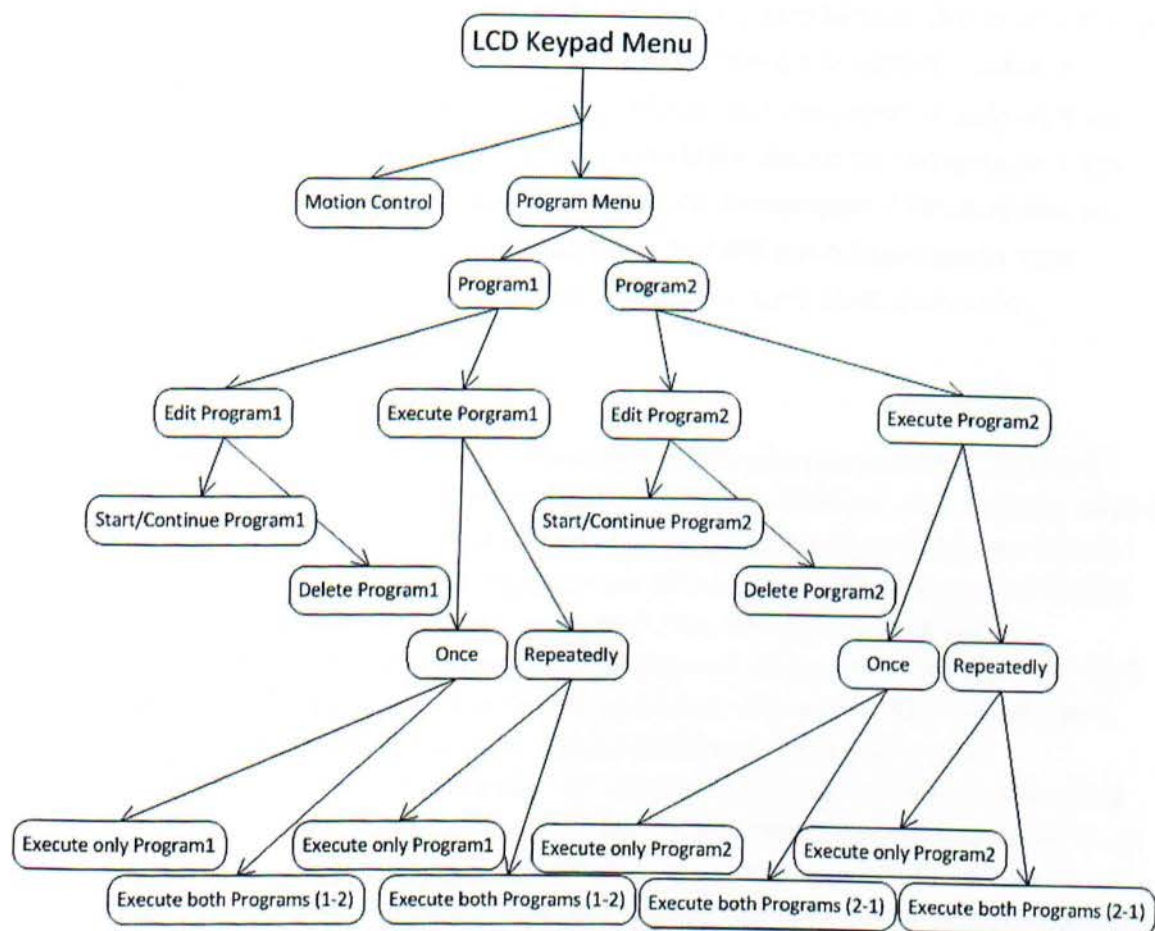 LCD Keypad Menu
Motion Control
Program Menu
Program1
Program2
Edit Program1
Execute Porgram1
Edit Program2
Execute Program2
Start/Continue Program1
Start/Continue Program2
Delete Program1
Delete Porgram2
Once
Repeatedly
Once
Repeatedly
Execute only Program1
Execute only Program1
Execute only Program2
Execute only Program2
Execute both Programs (1-2)
Execute both Programs (1-2)
Execute both Programs (2-1)
Execute both Programs (2-1)